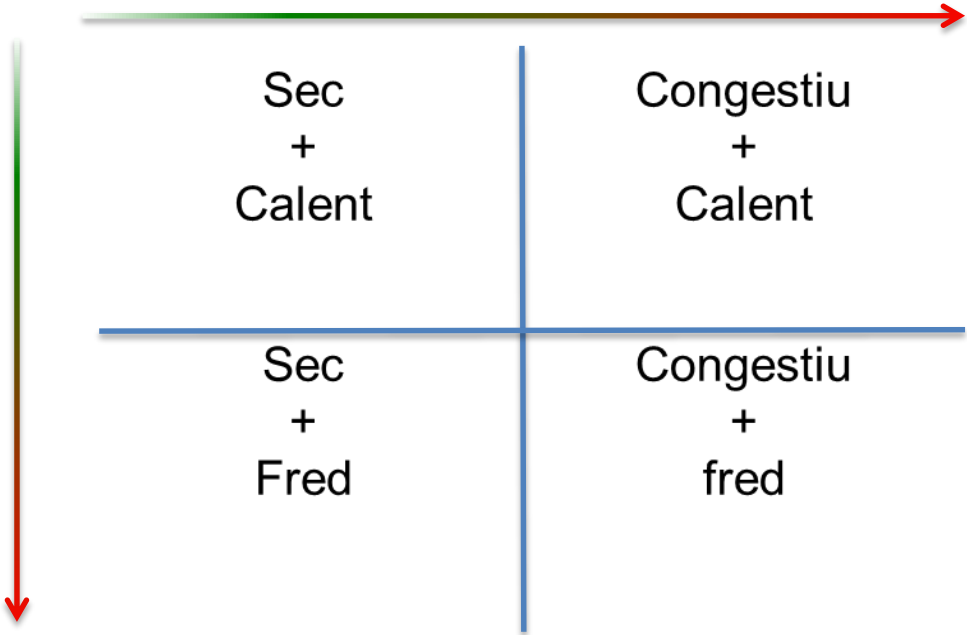 Sec
+
Calent
Congestiu
+
Calent
Sec
+
Fred
Congestiu
+
fred